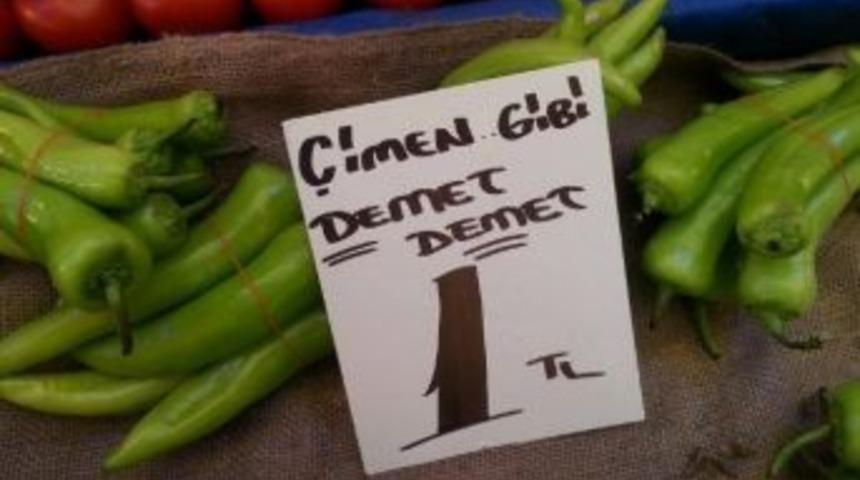 ÇİMEN GİBİ
DEMET
DEMET
1
TL